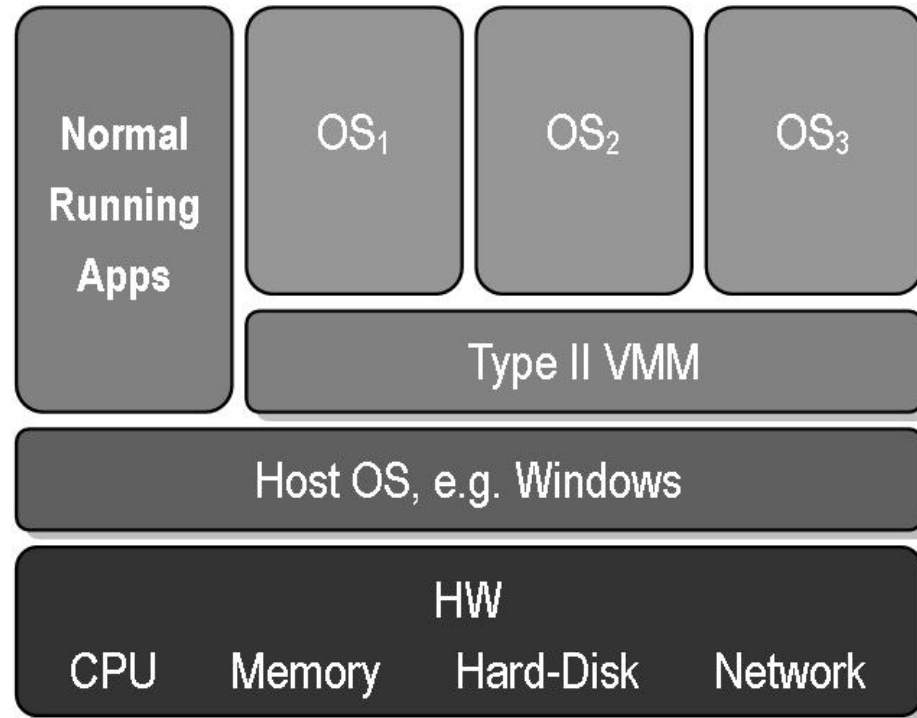 Normal
Running
Apps
OS₁
OS₂
OS₃
Type II VMM
Host OS, e.g. Windows
HW
CPU Memory Hard-Disk Network